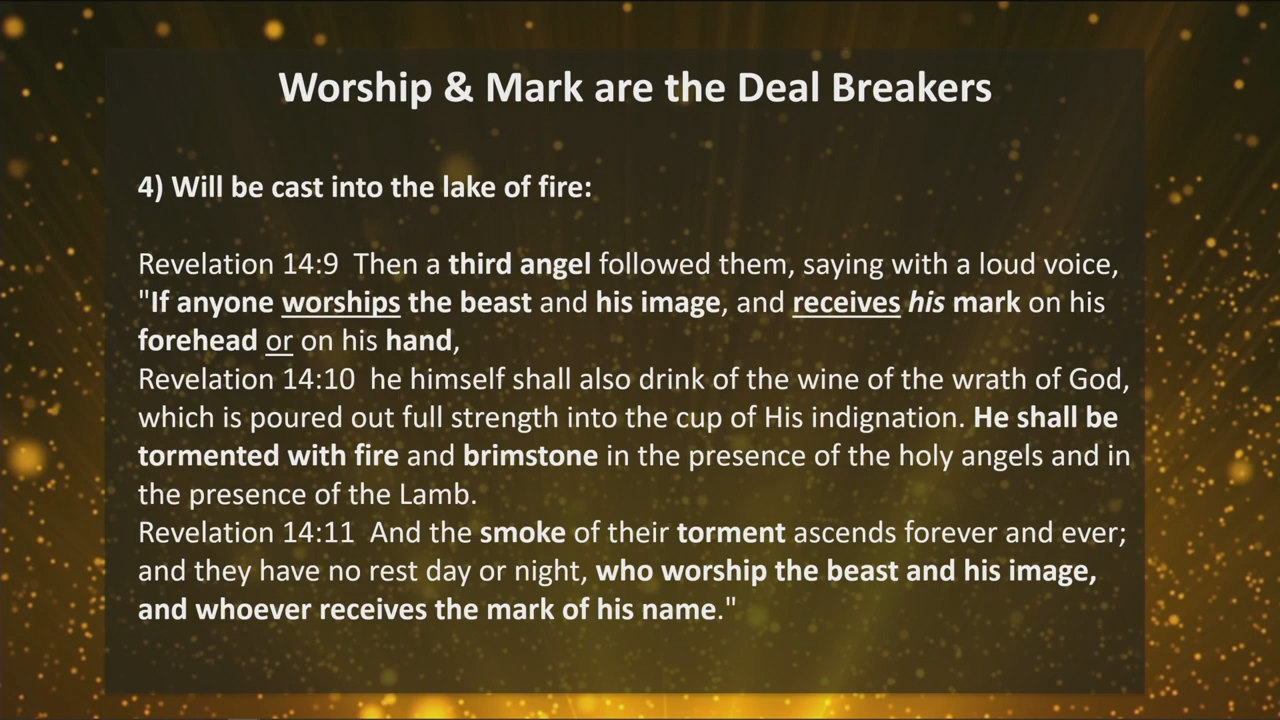 Worship & Mark are the Deal Breakers
4) Will be cast into the lake of fire:
Revelation 14:9  Then a third angel followed them, saying with a loud voice,
"If anyone worships the beast and his image, and receives his mark on his
forehead or on his hand,
Revelation 14:10  he himself shall also drink of the wine of the wrath of God,
which is poured out full strength into the cup of His indignation. He shall be
tormented with fire and brimstone in the presence of the holy angels and in
the presence of the Lamb.
Revelation 14:11  And the smoke of their torment ascends forever and ever;
and they have no rest day or night, who worship the beast and his image,
and whoever receives the mark of his name."